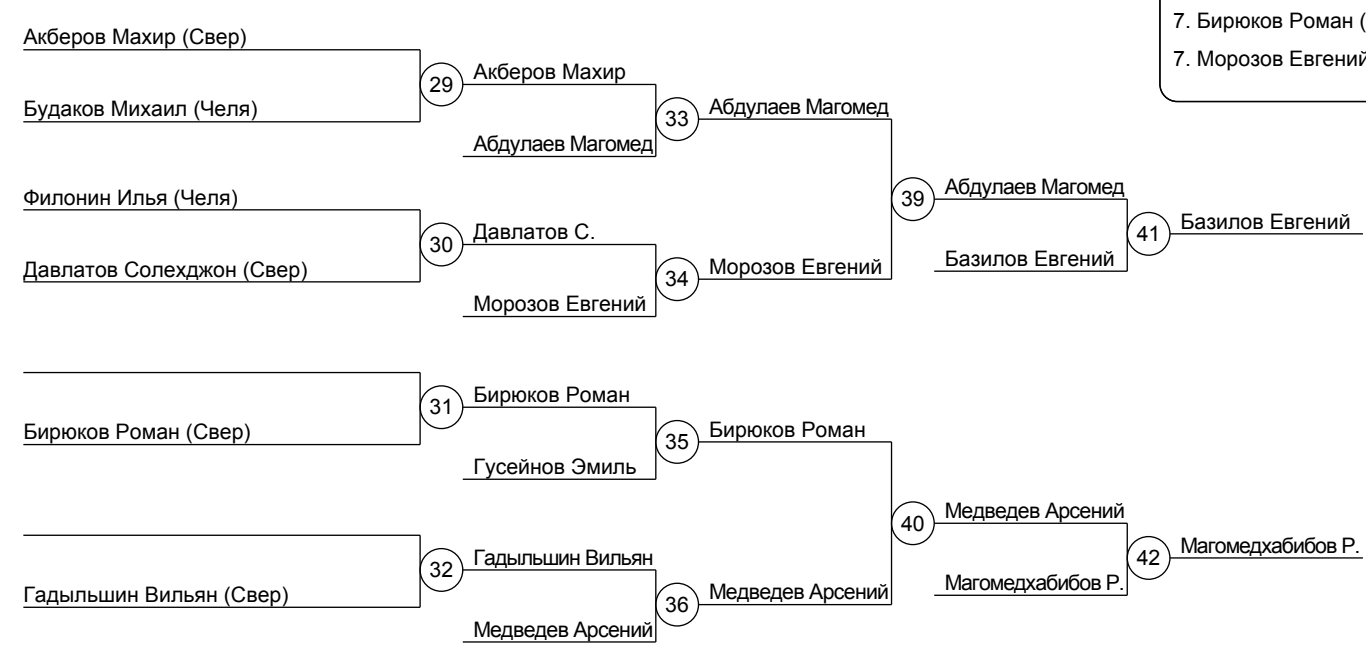 7. Бирюков Роман (
Акберов Махир (Свер)
7. Морозов Евгений
29
Акберов Махир
Будаков Михаил (Челя)
33
Абдулаев Магомед
Абдулаев Магомед
Филонин Илья (Челя)
39
Абдулаев Магомед
30
Давлатов С.
41
Базилов Евгений
Давлатов Солехджон (Свер)
34
Морозов Евгений
Базилов Евгений
Морозов Евгений
31
Бирюков Роман
Бирюков Роман (Свер)
35
Бирюков Роман
Гусейнов Эмиль
40
Медведев Арсений
32
Гадыльшин Вильян
42
Магомедхабибов Р.
Гадыльшин Вильян (Свер)
36
Медведев Арсений
Магомедхабибов Р.
Медведев Арсений